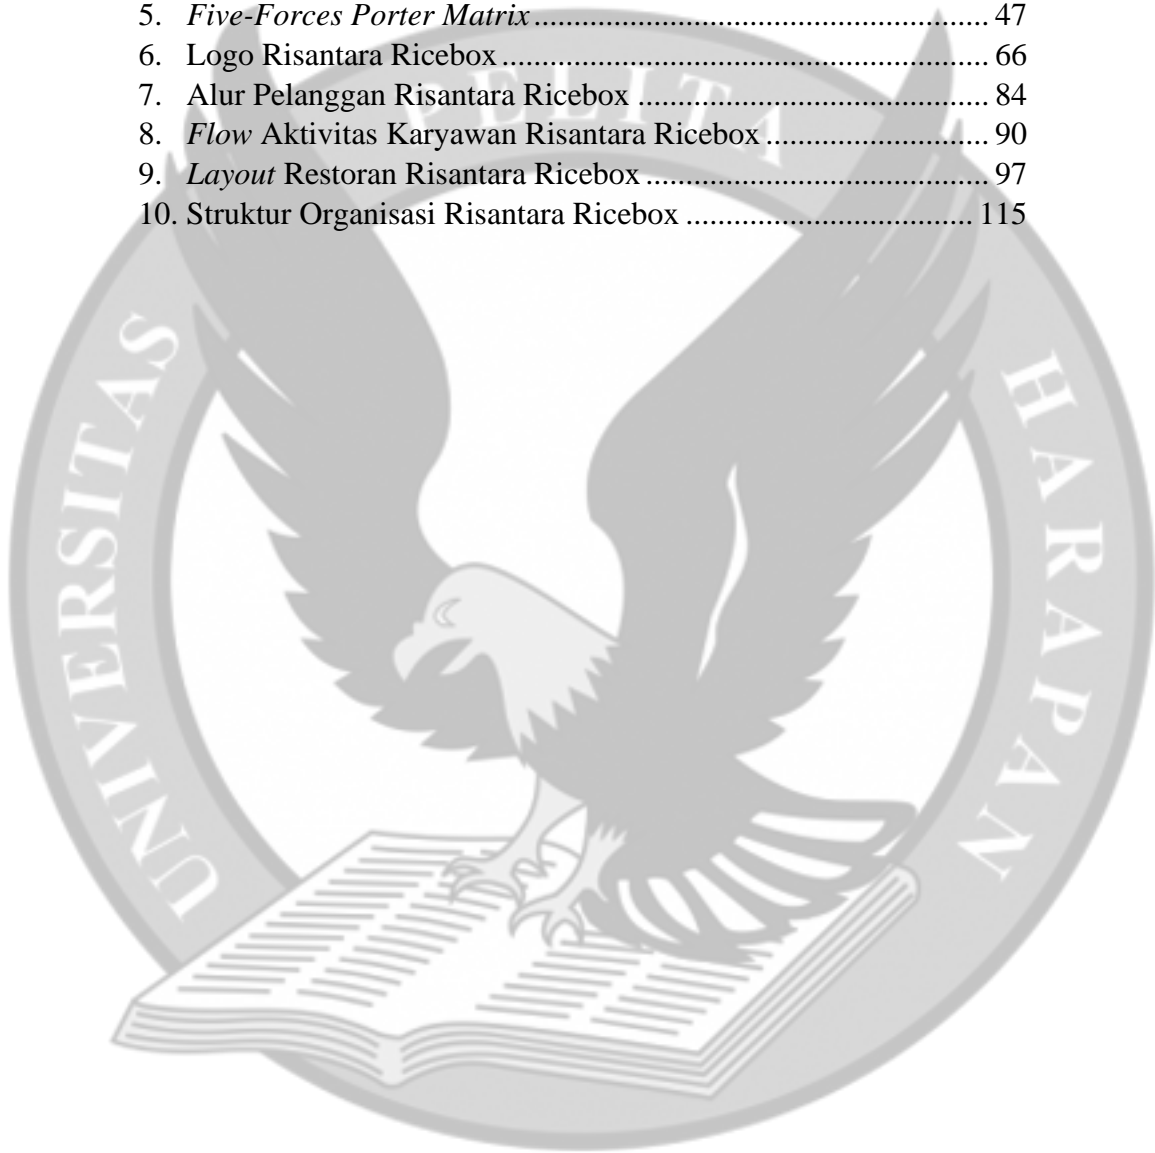 5. Five-Forces Porter Matrix......................................................... 47
6. Logo Risantara Ricebox ............................................................. 66
7. Alur Pelanggan Risantara Ricebox ............................................ 84
8. Flow Aktivitas Karyawan Risantara Ricebox............................ 90
9. Layout Restoran Risantara Ricebox ........................................... 97
10. Struktur Organisasi Risantara Ricebox .................................... 115
UNIVERSITAS PELITA HARAPAN